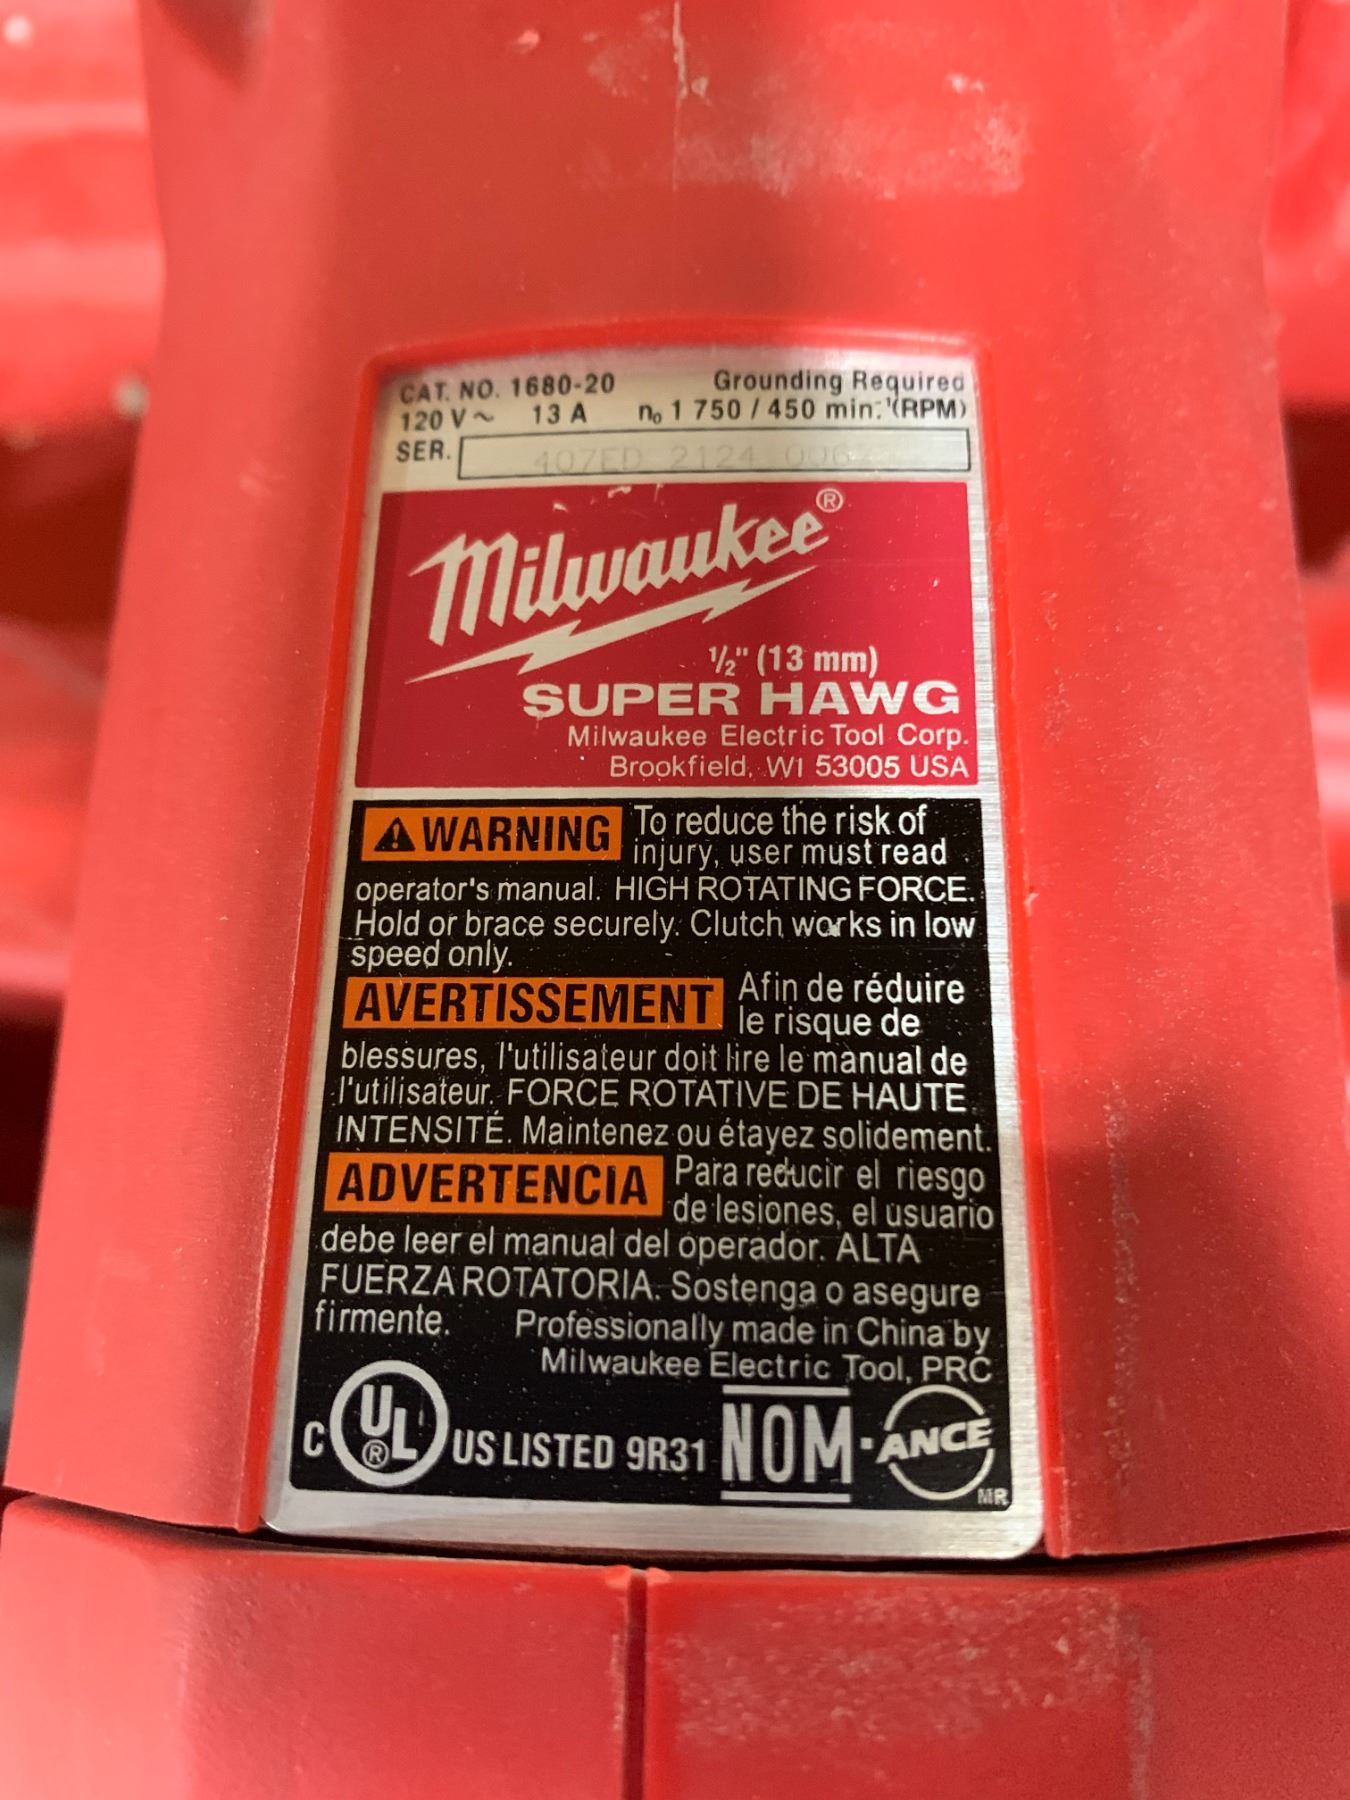 CAT. NO. 1680-20 Grounding Required
120 V ~ 13 A n₀ 1 750 / 450 min.⁻¹(RPM)
SER. 407ED 2124
Milwaukee®
½" (13 mm)
SUPER HAWG
Milwaukee Electric Tool Corp.
Brookfield, WI 53005 USA
⚠WARNING To reduce the risk of
injury, user must read
operator's manual. HIGH ROTATING FORCE.
Hold or brace securely. Clutch works in low
speed only.
AVERTISSEMENT Afin de réduire
le risque de
blessures, l'utilisateur doit lire le manual de
l'utilisateur. FORCE ROTATIVE DE HAUTE
INTENSITÉ. Maintenez ou étayez solidement.
ADVERTENCIA Para reducir el riesgo
de lesiones, el usuario
debe leer el manual del operador. ALTA
FUERZA ROTATORIA. Sostenga o asegure
firmente. Professionally made in China by
Milwaukee Electric Tool, PRC
C UL® US LISTED 9R31 NOM-ANCE
MR